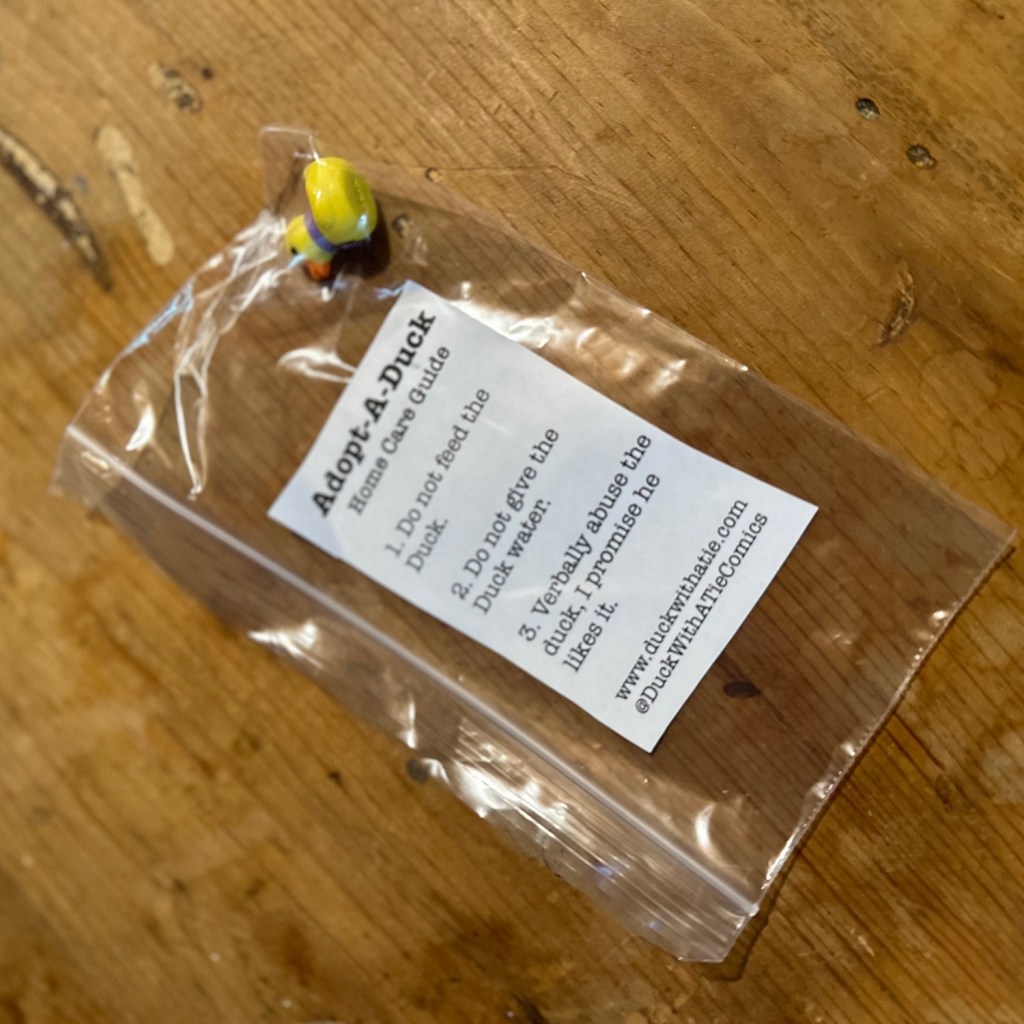 Adopt-A-Duck
Home Care Guide
1. Do not feed the
Duck.
2. Do not give the
Duck water.
3. Verbally abuse the
duck, I promise he
likes it.
www.duckwithatie.com
@DuckWithATieComics